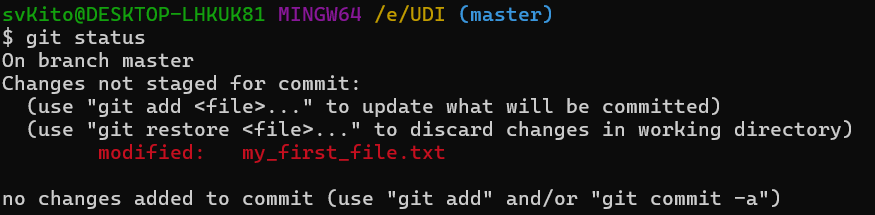 svKito@DESKTOP-LHKUK81 MINGW64 /e/UDI (master)
$ git status
On branch master
Changes not staged for commit:
  (use "git add <file>..." to update what will be committed)
  (use "git restore <file>..." to discard changes in working directory)
        modified:   my_first_file.txt

no changes added to commit (use "git add" and/or "git commit -a")